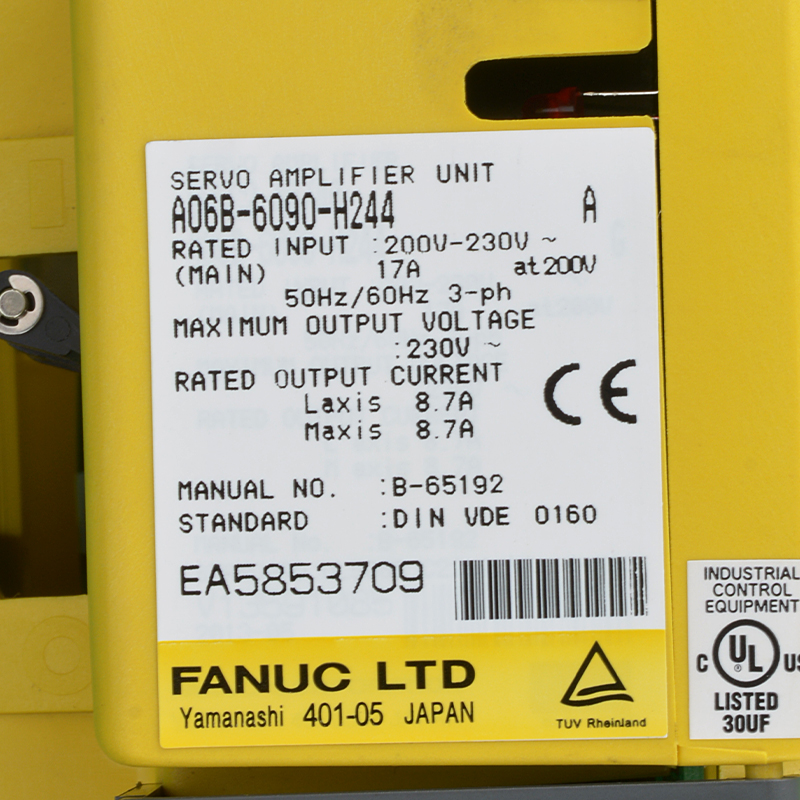 SERVO AMPLIFIER UNIT
A06B-6090-H244 A
RATED INPUT :200V-230V ~
(MAIN) 17A at 200V
50Hz/60Hz 3-ph
MAXIMUM OUTPUT VOLTAGE
:230V ~
RATED OUTPUT CURRENT
Laxis 8.7A
Maxis 8.7A
CE
MANUAL NO. :B-65192
STANDARD :DIN VDE 0160
EA5853709
FANUC LTD
Yamanashi 401-05 JAPAN
TUV Rheinland
INDUSTRIAL
CONTROL
EQUIPMENT
C UL US
®
LISTED
30UF